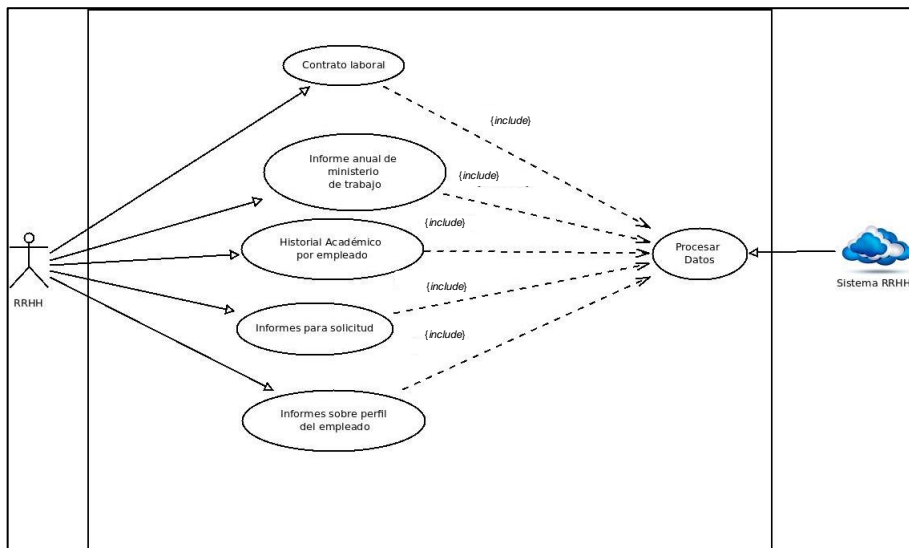 Contrato laboral
{include}
Informe anual de
ministerio
de trabajo
{include}
Historial Académico
por empleado
{include}
Procesar
Datos
RRHH
Sistema RRHH
{include}
Informes para solicitud
{include}
Informes sobre perfil
del empleado